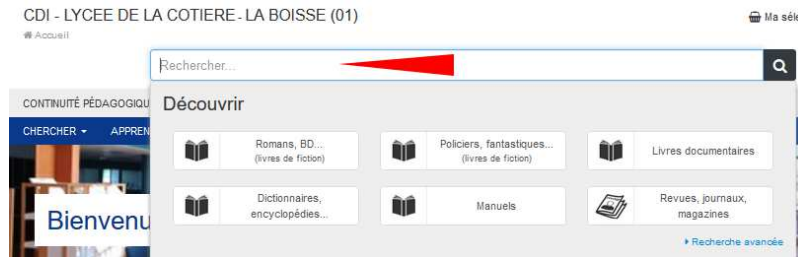 CDI - LYCEE DE LA COTIERE - LA BOISSE (01)
Ma séle
Accueil
Rechercher...
CONTINUITÉ PÉDAGOGIQU
Découvrir
CHERCHER
APPREN
Romans, BD...
(livres de fiction)
Policiers, fantastiques...
(livres de fiction)
Livres documentaires
Dictionnaires,
encyclopédies...
Manuels
Revues, journaux,
magazines
Bienvenu
Recherche avancée